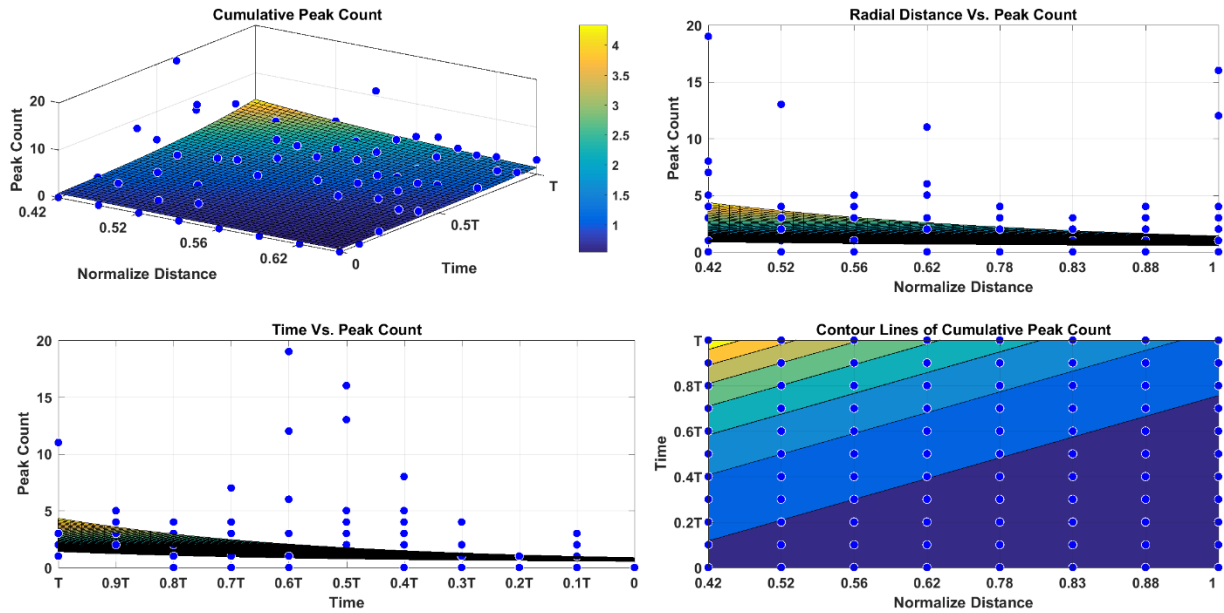 Cumulative Peak Count
Peak Count
20
10
0
0.42
0.52
0.56
0.62
Normalize Distance
0
0.5T
T
Time
4
3.5
3
2.5
2
1.5
1
Radial Distance Vs. Peak Count
Peak Count
20
15
10
5
0
0.42 0.52 0.56 0.62 0.78 0.83 0.88 1
Normalize Distance
Time Vs. Peak Count
Peak Count
20
15
10
5
0
T 0.9T 0.8T 0.7T 0.6T 0.5T 0.4T 0.3T 0.2T 0.1T 0
Time
Contour Lines of Cumulative Peak Count
Time
T
0.8T
0.6T
0.4T
0.2T
0
0.42 0.52 0.56 0.62 0.78 0.83 0.88 1
Normalize Distance